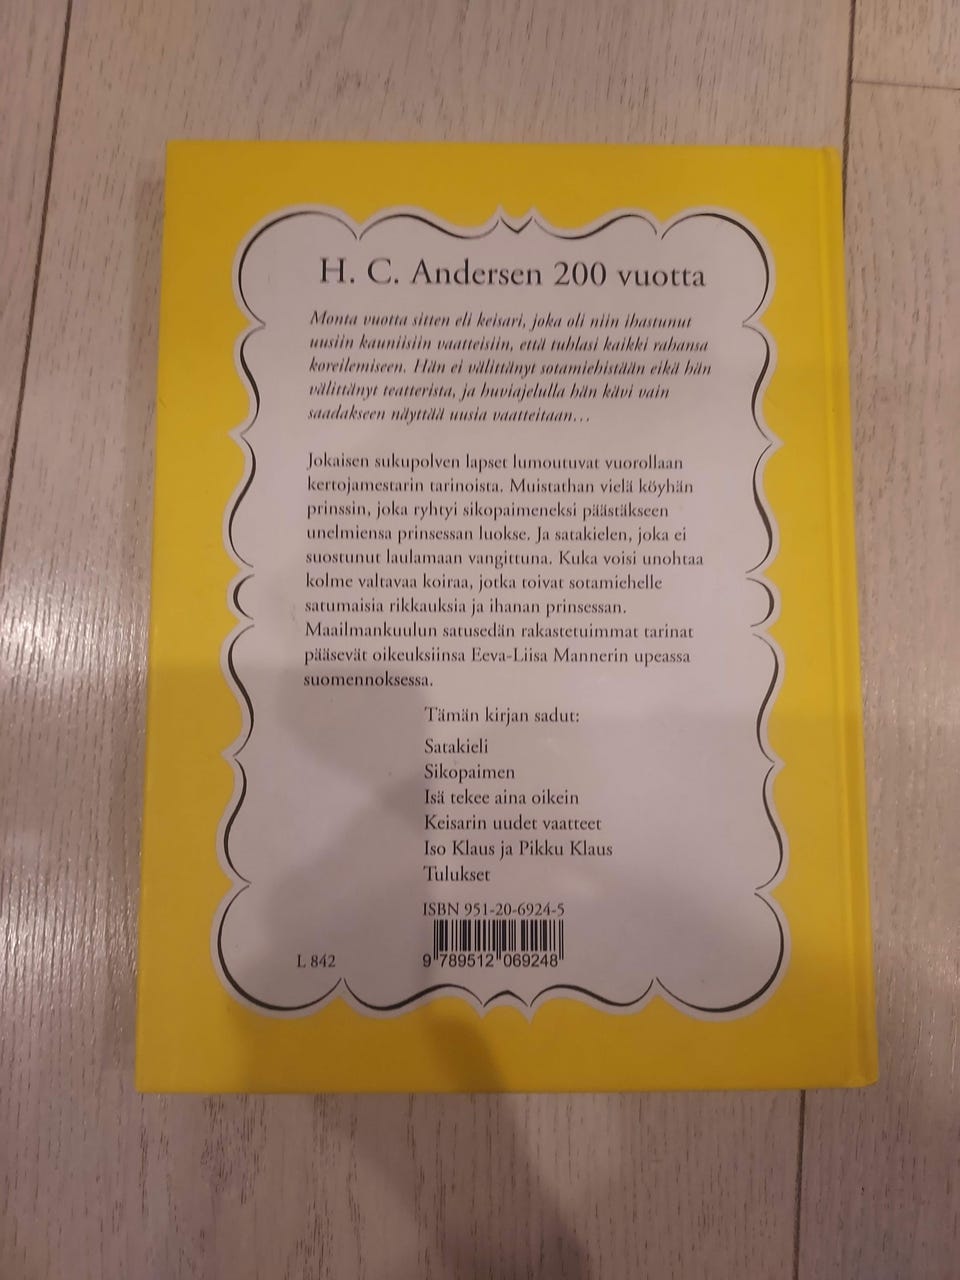 H. C. Andersen 200 vuotta
Monta vuotta sitten eli keisari, joka oli niin ihastunut
uusiin kauniisiin vaatteisiin, että tuhlasi kaikki rahansa
koreilemiseen. Hän ei välittänyt sotamiehistään eikä hän
välittänyt teatterista, ja huviajelulla hän kävi vain
saadakseen näyttää uusia vaatteitaan...
Jokaisen sukupolven lapset lumoutuvat vuorollaan
kertojamestarin tarinoista. Muistathan vielä köyhän
prinssin, joka ryhtyi sikopaimeneksi päästäkseen
unelmiensa prinsessan luokse. Ja satakielen, joka ei
suostunut laulamaan vangittuna. Kuka voisi unohtaa
kolme valtavaa koiraa, jotka toivat sotamiehelle
satumaisia rikkauksia ja ihanan prinsessan.
Maailmankuulun satusedän rakastetuimmat tarinat
pääsevät oikeuksiinsa Eeva-Liisa Mannerin upeassa
suomennoksessa.
Tämän kirjan sadut:
Satakieli
Sikopaimen
Isä tekee aina oikein
Keisarin uudet vaatteet
Iso Klaus ja Pikku Klaus
Tulukset
ISBN 951-20-6924-5
L 842
9 789512 069248